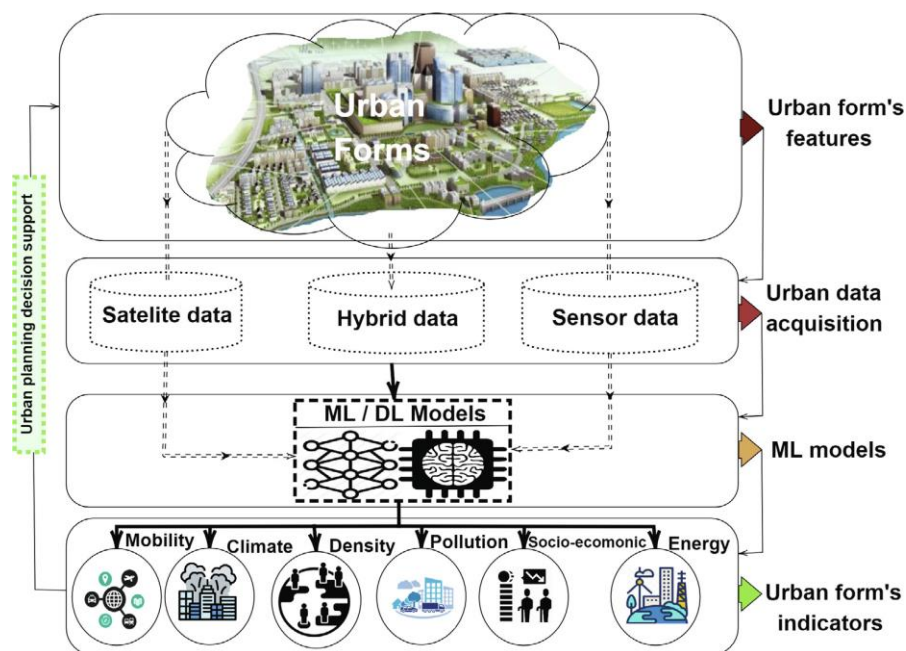 Urban
Forms
Urban form's
features
Urban planning decision support
Satelite data
Hybrid data
Sensor data
Urban data
acquisition
ML / DL Models
ML models
Mobility
Climate
Density
Pollution
Socio-ecomonic
Energy
Urban form's
indicators